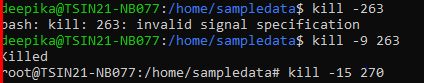 deepika@TSIN21-NB077:/home/sampledata$ kill -263
bash: kill: 263: invalid signal specification
deepika@TSIN21-NB077:/home/sampledata$ kill -9 263
Killed
root@TSIN21-NB077:/home/sampledata# kill -15 270